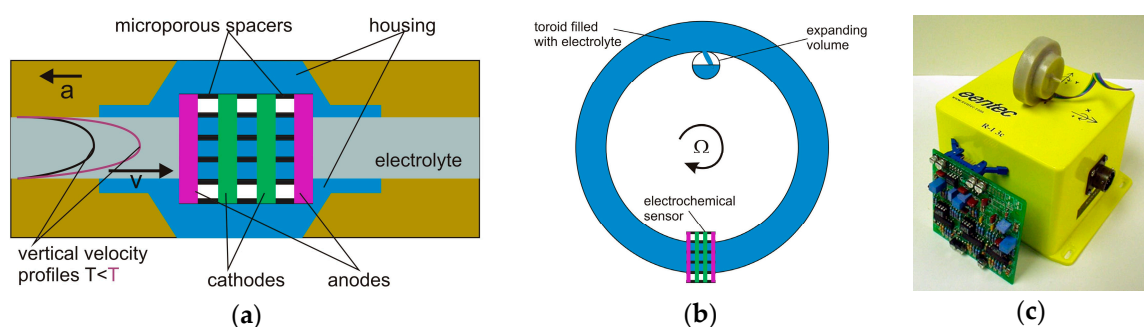 microporous spacers
housing
a
v
electrolyte
vertical velocity
profiles T<T
cathodes
anodes
(a)
toroid filled
with electrolyte
expanding
volume
Ω
electrochemical
sensor
(b)
eentec
R-1 3c
(c)